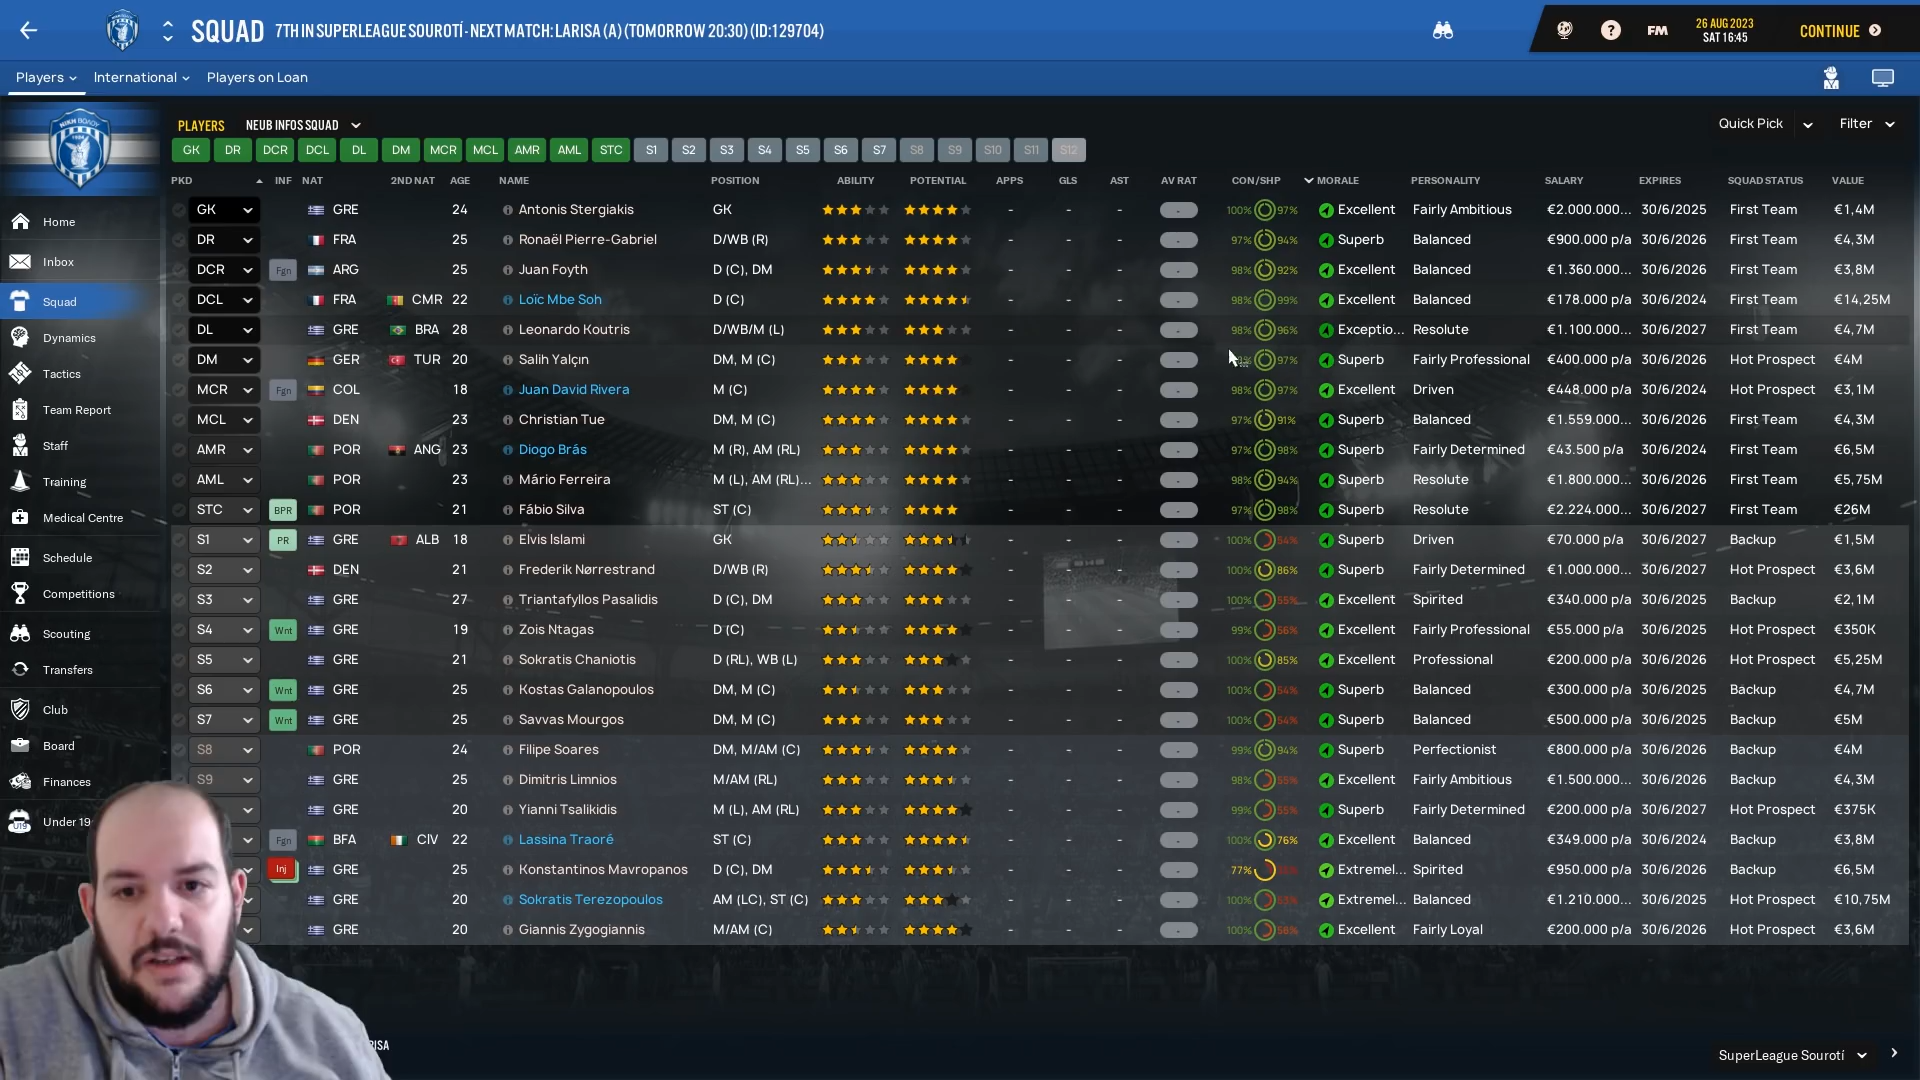 SQUAD 7TH IN SUPERLEAGUE SOUROTÍ - NEXT MATCH: LARISA (A) (TOMORROW 20:30) (ID:129704) FM 26 AUG 2023 SAT 16:45 CONTINUE
Players International Players on Loan
ΝΙΚΗ ΒΟΛΟΥ
PLAYERS NEUB INFOS SQUAD Quick Pick Filter
GK DR DCR DCL DL DM MCR MCL AMR AML STC S1 S2 S3 S4 S5 S6 S7 S8 S9 S10 S11 S12
PKD INF NAT 2ND NAT AGE NAME POSITION ABILITY POTENTIAL APPS GLS AST AV RAT CON/SHP MORALE PERSONALITY SALARY EXPIRES SQUAD STATUS VALUE
GK GRE 24 Antonis Stergiakis GK - - - - 100% 97% Excellent Fairly Ambitious €2.000.000... 30/6/2025 First Team €1,4M
DR FRA 25 Ronaël Pierre-Gabriel D/WB (R) - - - - 97% 94% Superb Balanced €900.000 p/a 30/6/2026 First Team €4,3M
DCR Fgn ARG 25 Juan Foyth D (C), DM - - - - 98% 92% Excellent Balanced €1.360.000... 30/6/2026 First Team €3,8M
DCL FRA CMR 22 Loïc Mbe Soh D (C) - - - - 98% 99% Excellent Balanced €178.000 p/a 30/6/2024 First Team €14,25M
DL GRE BRA 28 Leonardo Koutris D/WB/M (L) - - - - 98% 96% Exceptio... Resolute €1.100.000... 30/6/2027 First Team €4,7M
DM GER TUR 20 Salih Yalçın DM, M (C) - - - - 97% Superb Fairly Professional €400.000 p/a 30/6/2026 Hot Prospect €4M
MCR Fgn COL 18 Juan David Rivera M (C) - - - - 98% 97% Excellent Driven €448.000 p/a 30/6/2024 Hot Prospect €3,1M
MCL DEN 23 Christian Tue DM, M (C) - - - - 97% 91% Superb Balanced €1.559.000... 30/6/2026 First Team €4,3M
AMR POR ANG 23 Diogo Brás M (R), AM (RL) - - - - 97% 98% Superb Fairly Determined €43.500 p/a 30/6/2024 First Team €6,5M
AML POR 23 Mário Ferreira M (L), AM (RL)... - - - - 98% 94% Superb Resolute €1.800.000... 30/6/2026 First Team €5,75M
STC BPR POR 21 Fábio Silva ST (C) - - - - 97% 98% Superb Resolute €2.224.000... 30/6/2027 First Team €26M
S1 PR GRE ALB 18 Elvis Islami GK - - - - 100% 54% Superb Driven €70.000 p/a 30/6/2027 Backup €1,5M
S2 DEN 21 Frederik Nørrestrand D/WB (R) - - - - 100% 86% Superb Fairly Determined €1.000.000... 30/6/2027 Hot Prospect €3,6M
S3 GRE 27 Triantafyllos Pasalidis D (C), DM - - - - 100% 55% Excellent Spirited €340.000 p/a 30/6/2025 Backup €2,1M
S4 Wnt GRE 19 Zois Ntagas D (C) - - - - 99% 56% Excellent Fairly Professional €55.000 p/a 30/6/2025 Hot Prospect €350K
S5 GRE 21 Sokratis Chaniotis D (RL), WB (L) - - - - 100% 85% Excellent Professional €200.000 p/a 30/6/2026 Hot Prospect €5,25M
S6 Wnt GRE 25 Kostas Galanopoulos DM, M (C) - - - - 100% 54% Superb Balanced €300.000 p/a 30/6/2025 Backup €4,7M
S7 Wnt GRE 25 Savvas Mourgos DM, M (C) - - - - 100% 54% Superb Balanced €500.000 p/a 30/6/2025 Backup €5M
S8 POR 24 Filipe Soares DM, M/AM (C) - - - - 99% 94% Superb Perfectionist €800.000 p/a 30/6/2026 Backup €4M
S9 GRE 25 Dimitris Limnios M/AM (RL) - - - - 98% 55% Excellent Fairly Ambitious €1.500.000... 30/6/2026 Backup €4,3M
GRE 20 Yianni Tsalikidis M (L), AM (RL) - - - - 99% 55% Superb Fairly Determined €200.000 p/a 30/6/2027 Hot Prospect €375K
Fgn BFA CIV 22 Lassina Traoré ST (C) - - - - 100% 76% Excellent Balanced €349.000 p/a 30/6/2024 Backup €3,8M
Inj GRE 25 Konstantinos Mavropanos D (C), DM - - - - 77% Extremel... Spirited €950.000 p/a 30/6/2026 Backup €6,5M
GRE 20 Sokratis Terezopoulos AM (LC), ST (C) - - - - 100% Extremel... Balanced €1.210.000... 30/6/2025 Hot Prospect €10,75M
GRE 20 Giannis Zygogiannis M/AM (C) - - - - 100% Excellent Fairly Loyal €200.000 p/a 30/6/2026 Hot Prospect €3,6M
Home
Inbox
Squad
Dynamics
Tactics
Team Report
Staff
Training
Medical Centre
Schedule
Competitions
Scouting
Transfers
Club
Board
Finances
U19 Under 19
RISA
SuperLeague Sourotí